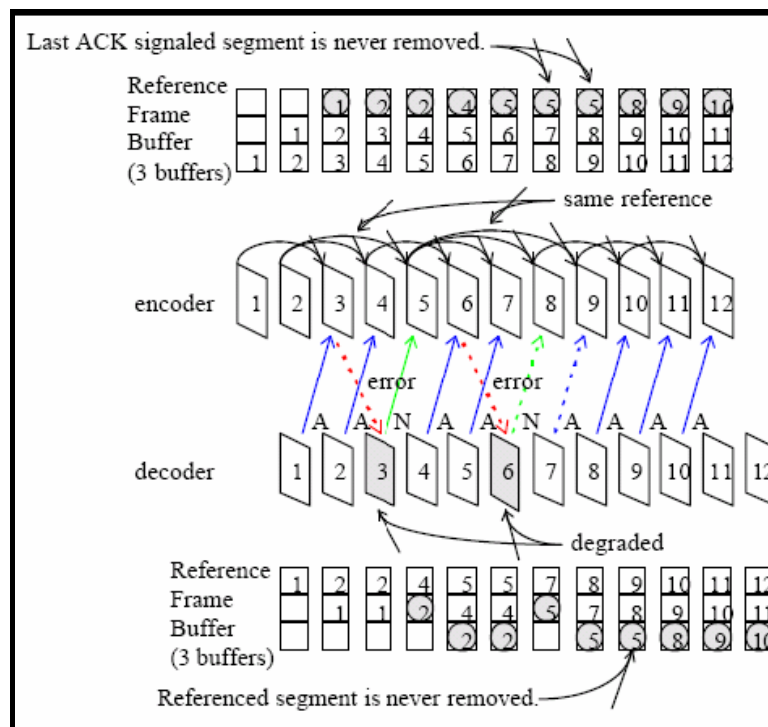 Last ACK signaled segment is never removed.
Reference
Frame
Buffer
(3 buffers)
1 2 2 4 5 5 5 8 9 10
1 2 3 4 5 6 7 8 9 10 11
1 2 3 4 5 6 7 8 9 10 11 12
same reference
encoder 1 2 3 4 5 6 7 8 9 10 11 12
error error
A A N A A N A A A A
decoder 1 2 3 4 5 6 7 8 9 10 11 12
degraded
Reference
Frame
Buffer
(3 buffers)
1 2 2 4 5 5 7 8 9 10 11 12
1 1 2 4 4 5 7 8 9 10 11
2 2 5 5 8 9 10
Referenced segment is never removed.